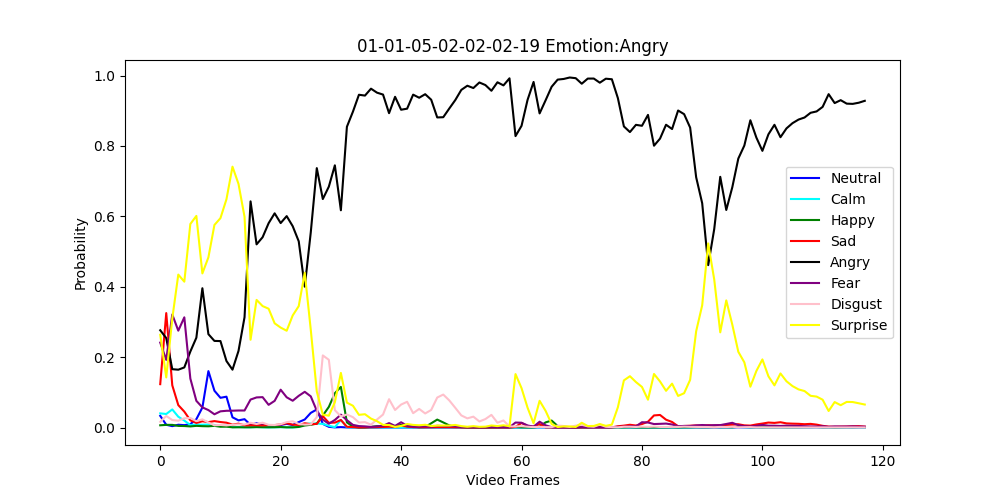 01-01-05-02-02-02-19 Emotion:Angry
1.0
0.8
0.6
0.4
0.2
0.0
Probability
0
20
40
60
80
100
120
Video Frames
Neutral
Calm
Happy
Sad
Angry
Fear
Disgust
Surprise